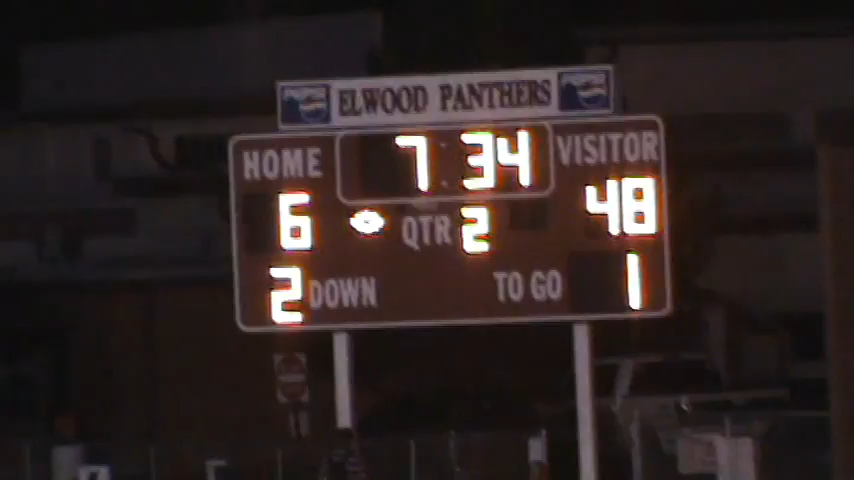 ELWOOD PANTHERS
HOME 7:34 VISITOR
6 QTR 2 48
2 DOWN TO GO 1